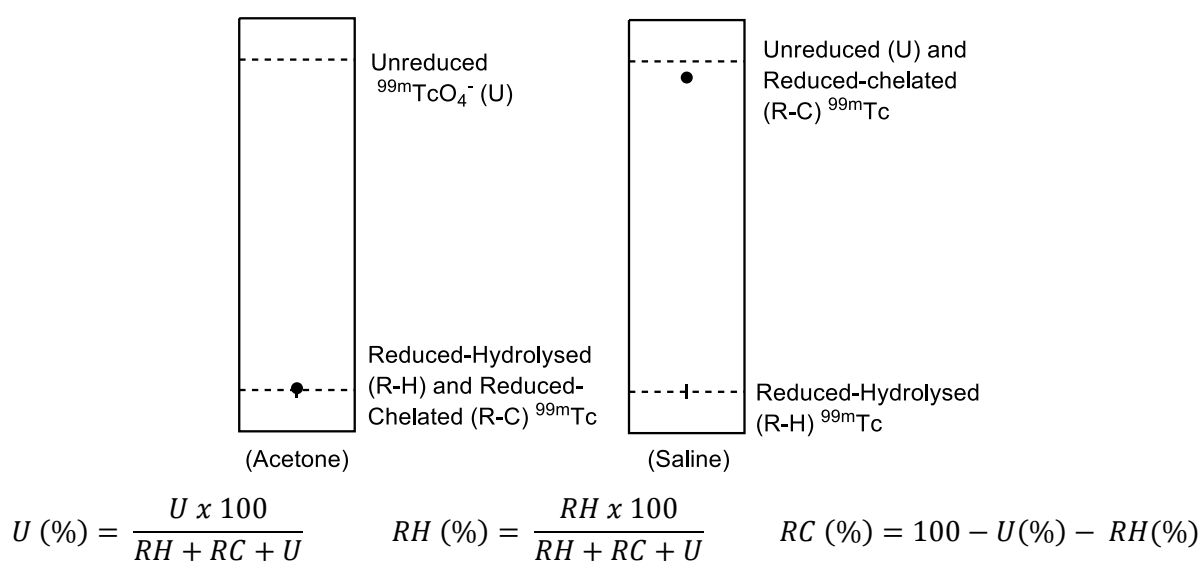 Unreduced
⁹⁹ᵐTcO₄⁻ (U)
Reduced-Hydrolysed
(R-H) and Reduced-
Chelated (R-C) ⁹⁹ᵐTc
(Acetone)
Unreduced (U) and
Reduced-chelated
(R-C) ⁹⁹ᵐTc
Reduced-Hydrolysed
(R-H) ⁹⁹ᵐTc
(Saline)
U (%) = U x 100 / RH + RC + U
RH (%) = RH x 100 / RH + RC + U
RC (%) = 100 − U(%) − RH(%)